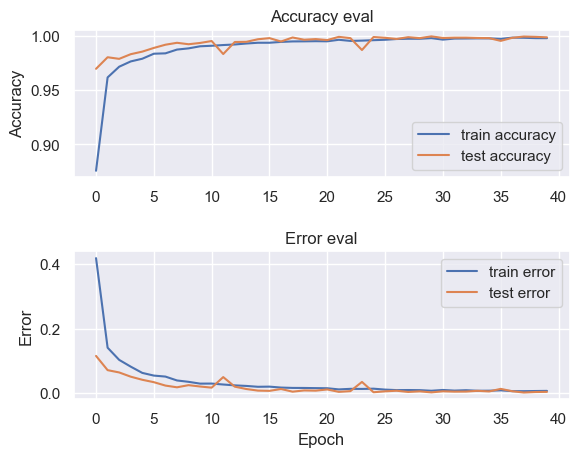 Accuracy eval
1.00
0.95
0.90
Accuracy
train accuracy
test accuracy
0 5 10 15 20 25 30 35 40
Error eval
0.4
0.2
0.0
Error
train error
test error
0 5 10 15 20 25 30 35 40
Epoch